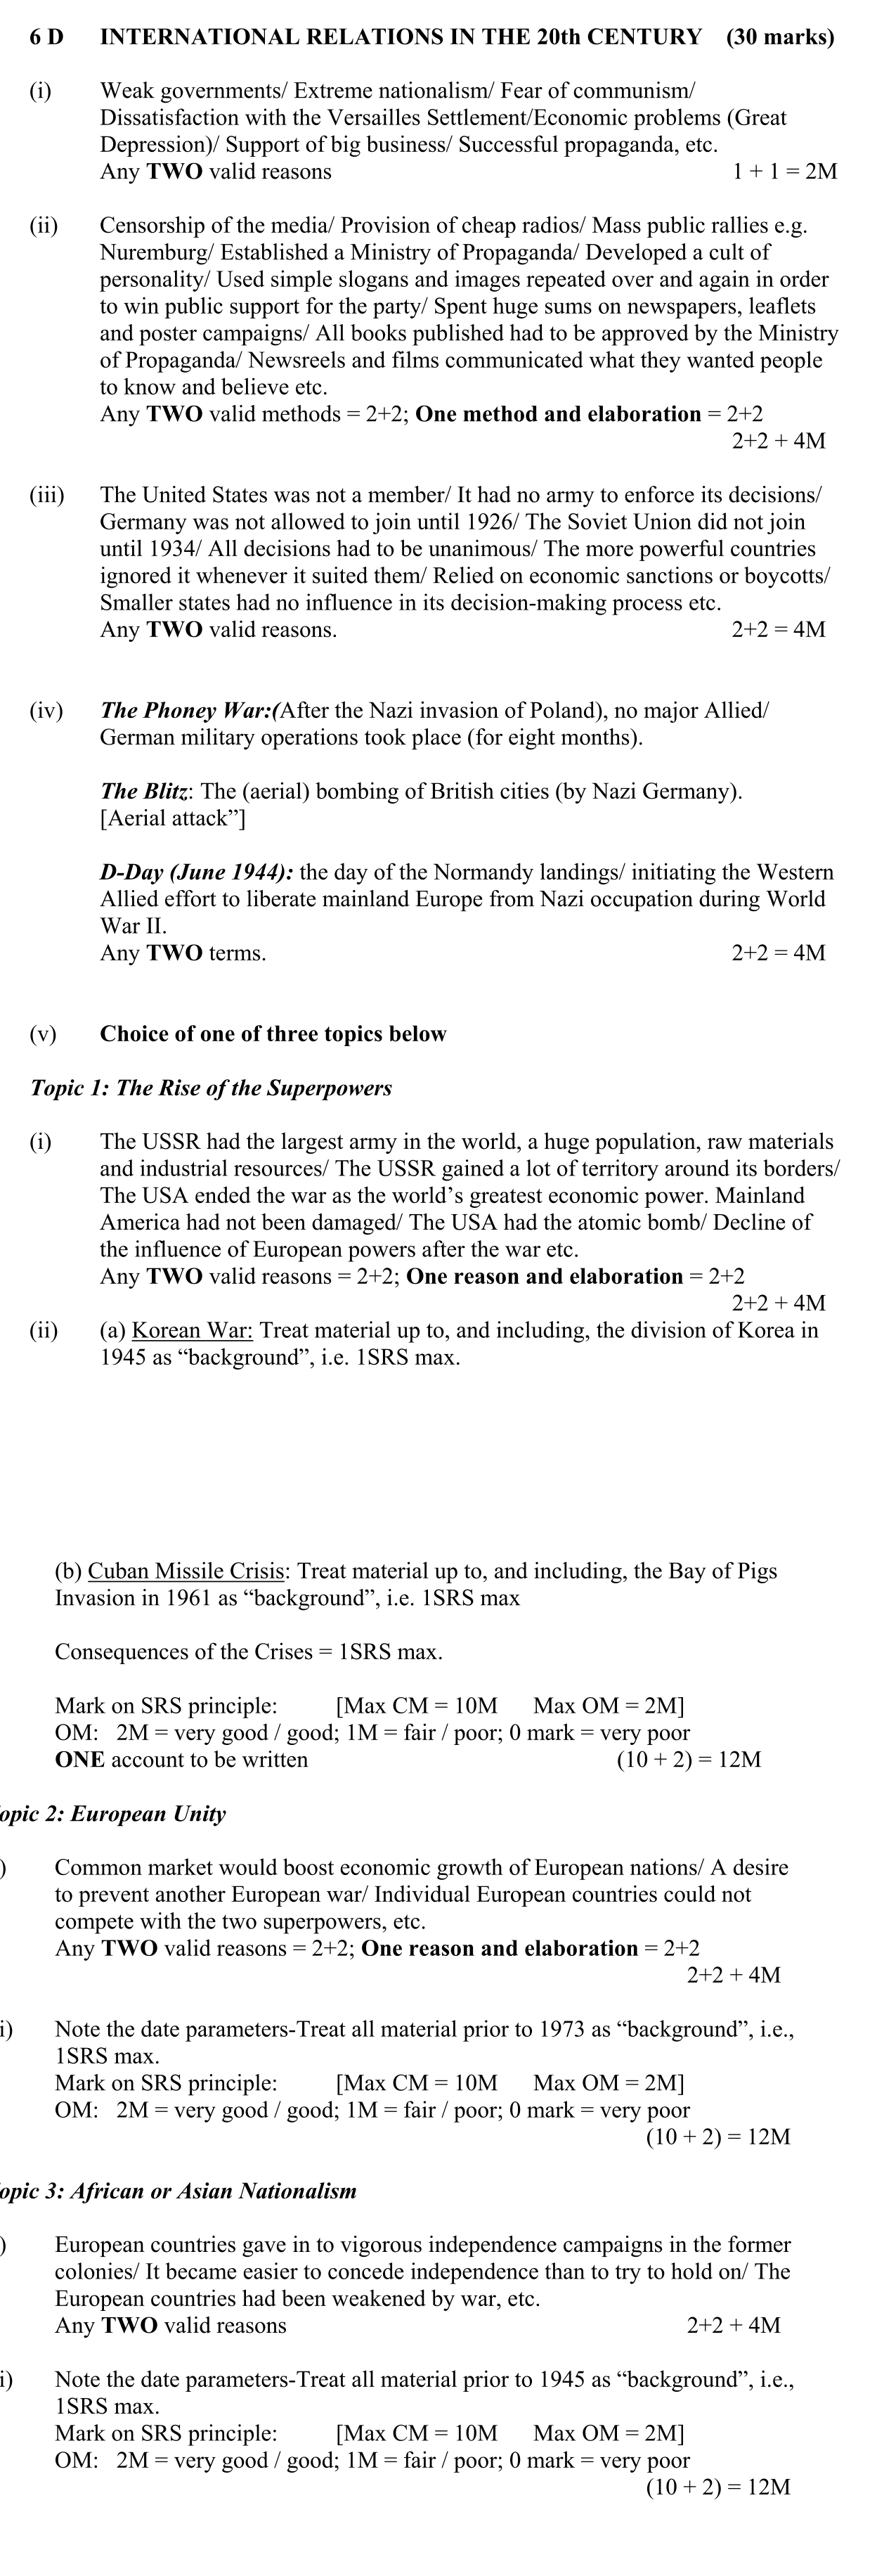 6 D INTERNATIONAL RELATIONS IN THE 20th CENTURY (30 marks)
(i) Weak governments/ Extreme nationalism/ Fear of communism/
Dissatisfaction with the Versailles Settlement/Economic problems (Great
Depression)/ Support of big business/ Successful propaganda, etc.
Any TWO valid reasons 1 + 1 = 2M
(ii) Censorship of the media/ Provision of cheap radios/ Mass public rallies e.g.
Nuremburg/ Established a Ministry of Propaganda/ Developed a cult of
personality/ Used simple slogans and images repeated over and again in order
to win public support for the party/ Spent huge sums on newspapers, leaflets
and poster campaigns/ All books published had to be approved by the Ministry
of Propaganda/ Newsreels and films communicated what they wanted people
to know and believe etc.
Any TWO valid methods = 2+2; One method and elaboration = 2+2
2+2 + 4M
(iii) The United States was not a member/ It had no army to enforce its decisions/
Germany was not allowed to join until 1926/ The Soviet Union did not join
until 1934/ All decisions had to be unanimous/ The more powerful countries
ignored it whenever it suited them/ Relied on economic sanctions or boycotts/
Smaller states had no influence in its decision-making process etc.
Any TWO valid reasons. 2+2 = 4M
(iv) The Phoney War:(After the Nazi invasion of Poland), no major Allied/
German military operations took place (for eight months).
The Blitz: The (aerial) bombing of British cities (by Nazi Germany).
[Aerial attack”]
D-Day (June 1944): the day of the Normandy landings/ initiating the Western
Allied effort to liberate mainland Europe from Nazi occupation during World
War II.
Any TWO terms. 2+2 = 4M
(v) Choice of one of three topics below
Topic 1: The Rise of the Superpowers
(i) The USSR had the largest army in the world, a huge population, raw materials
and industrial resources/ The USSR gained a lot of territory around its borders/
The USA ended the war as the world’s greatest economic power. Mainland
America had not been damaged/ The USA had the atomic bomb/ Decline of
the influence of European powers after the war etc.
Any TWO valid reasons = 2+2; One reason and elaboration = 2+2
2+2 + 4M
(ii) (a) Korean War: Treat material up to, and including, the division of Korea in
1945 as “background”, i.e. 1SRS max.
(b) Cuban Missile Crisis: Treat material up to, and including, the Bay of Pigs
Invasion in 1961 as “background”, i.e. 1SRS max
Consequences of the Crises = 1SRS max.
Mark on SRS principle: [Max CM = 10M Max OM = 2M]
OM: 2M = very good / good; 1M = fair / poor; 0 mark = very poor
ONE account to be written (10 + 2) = 12M
opic 2: European Unity
) Common market would boost economic growth of European nations/ A desire
to prevent another European war/ Individual European countries could not
compete with the two superpowers, etc.
Any TWO valid reasons = 2+2; One reason and elaboration = 2+2
2+2 + 4M
i) Note the date parameters-Treat all material prior to 1973 as “background”, i.e.,
1SRS max.
Mark on SRS principle: [Max CM = 10M Max OM = 2M]
OM: 2M = very good / good; 1M = fair / poor; 0 mark = very poor
(10 + 2) = 12M
opic 3: African or Asian Nationalism
) European countries gave in to vigorous independence campaigns in the former
colonies/ It became easier to concede independence than to try to hold on/ The
European countries had been weakened by war, etc.
Any TWO valid reasons 2+2 + 4M
i) Note the date parameters-Treat all material prior to 1945 as “background”, i.e.,
1SRS max.
Mark on SRS principle: [Max CM = 10M Max OM = 2M]
OM: 2M = very good / good; 1M = fair / poor; 0 mark = very poor
(10 + 2) = 12M